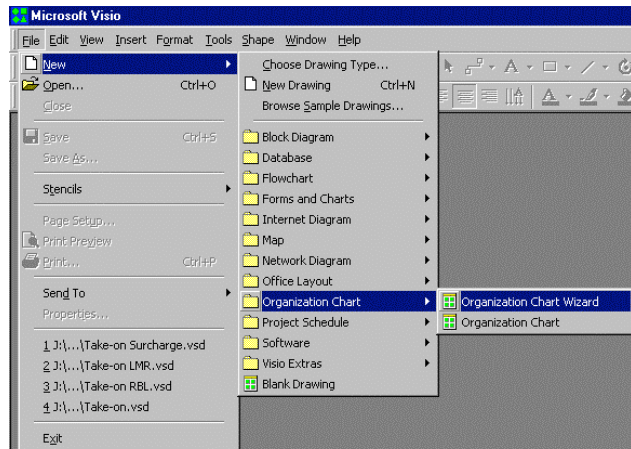 Microsoft Visio
File Edit View Insert Format Tools Shape Window Help
New
Open... Ctrl+O
Close
Save Ctrl+S
Save As...
Stencils
Page Setup...
Print Preview
Print... Ctrl+P
Send To
Properties...
1 J:\...\Take-on Surcharge.vsd
2 J:\...\Take-on LMR.vsd
3 J:\...\Take-on RBL.vsd
4 J:\...\Take-on.vsd
Exit
Choose Drawing Type...
New Drawing Ctrl+N
Browse Sample Drawings...
Block Diagram
Database
Flowchart
Forms and Charts
Internet Diagram
Map
Network Diagram
Office Layout
Organization Chart
Project Schedule
Software
Visio Extras
Blank Drawing
Organization Chart Wizard
Organization Chart